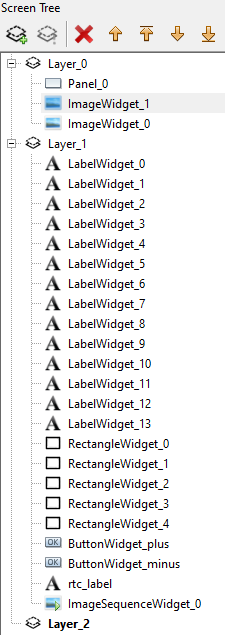 Screen Tree
Layer_0
Panel_0
ImageWidget_1
ImageWidget_0
Layer_1
LabelWidget_0
LabelWidget_1
LabelWidget_2
LabelWidget_3
LabelWidget_4
LabelWidget_5
LabelWidget_6
LabelWidget_7
LabelWidget_8
LabelWidget_9
LabelWidget_10
LabelWidget_11
LabelWidget_12
LabelWidget_13
RectangleWidget_0
RectangleWidget_1
RectangleWidget_2
RectangleWidget_3
RectangleWidget_4
OK ButtonWidget_plus
OK ButtonWidget_minus
rtc_label
ImageSequenceWidget_0
Layer_2